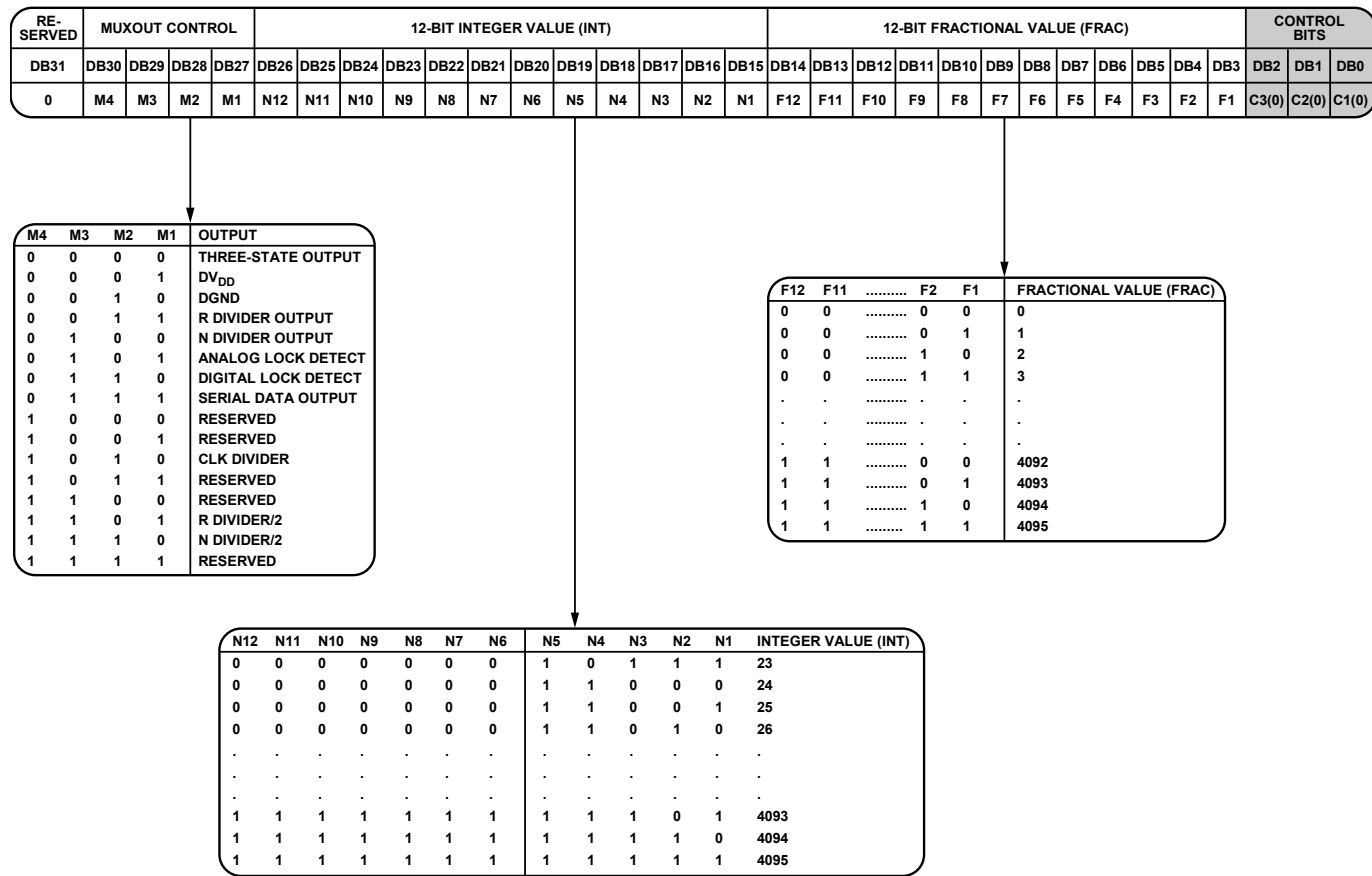 RE-SERVED MUXOUT CONTROL 12-BIT INTEGER VALUE (INT) 12-BIT FRACTIONAL VALUE (FRAC) CONTROL BITS
DB31 DB30 DB29 DB28 DB27 DB26 DB25 DB24 DB23 DB22 DB21 DB20 DB19 DB18 DB17 DB16 DB15 DB14 DB13 DB12 DB11 DB10 DB9 DB8 DB7 DB6 DB5 DB4 DB3 DB2 DB1 DB0
0 M4 M3 M2 M1 N12 N11 N10 N9 N8 N7 N6 N5 N4 N3 N2 N1 F12 F11 F10 F9 F8 F7 F6 F5 F4 F3 F2 F1 C3(0) C2(0) C1(0)
M4 M3 M2 M1 OUTPUT
0 0 0 0 THREE-STATE OUTPUT
0 0 0 1 DVDD
0 0 1 0 DGND
0 0 1 1 R DIVIDER OUTPUT
0 1 0 0 N DIVIDER OUTPUT
0 1 0 1 ANALOG LOCK DETECT
0 1 1 0 DIGITAL LOCK DETECT
0 1 1 1 SERIAL DATA OUTPUT
1 0 0 0 RESERVED
1 0 0 1 RESERVED
1 0 1 0 CLK DIVIDER
1 0 1 1 RESERVED
1 1 0 0 RESERVED
1 1 0 1 R DIVIDER/2
1 1 1 0 N DIVIDER/2
1 1 1 1 RESERVED
F12 F11 .......... F2 F1 FRACTIONAL VALUE (FRAC)
0 0 .......... 0 0 0
0 0 .......... 0 1 1
0 0 .......... 1 0 2
0 0 .......... 1 1 3
. . .......... . . .
. . .......... . . .
. . .......... . . .
1 1 .......... 0 0 4092
1 1 .......... 0 1 4093
1 1 .......... 1 0 4094
1 1 ......... 1 1 4095
N12 N11 N10 N9 N8 N7 N6 N5 N4 N3 N2 N1 INTEGER VALUE (INT)
0 0 0 0 0 0 0 1 0 1 1 1 23
0 0 0 0 0 0 0 1 1 0 0 0 24
0 0 0 0 0 0 0 1 1 0 0 1 25
0 0 0 0 0 0 0 1 1 0 1 0 26
. . . . . . . . . . . . .
. . . . . . . . . . . . .
. . . . . . . . . . . . .
1 1 1 1 1 1 1 1 1 1 0 1 4093
1 1 1 1 1 1 1 1 1 1 1 0 4094
1 1 1 1 1 1 1 1 1 1 1 1 4095